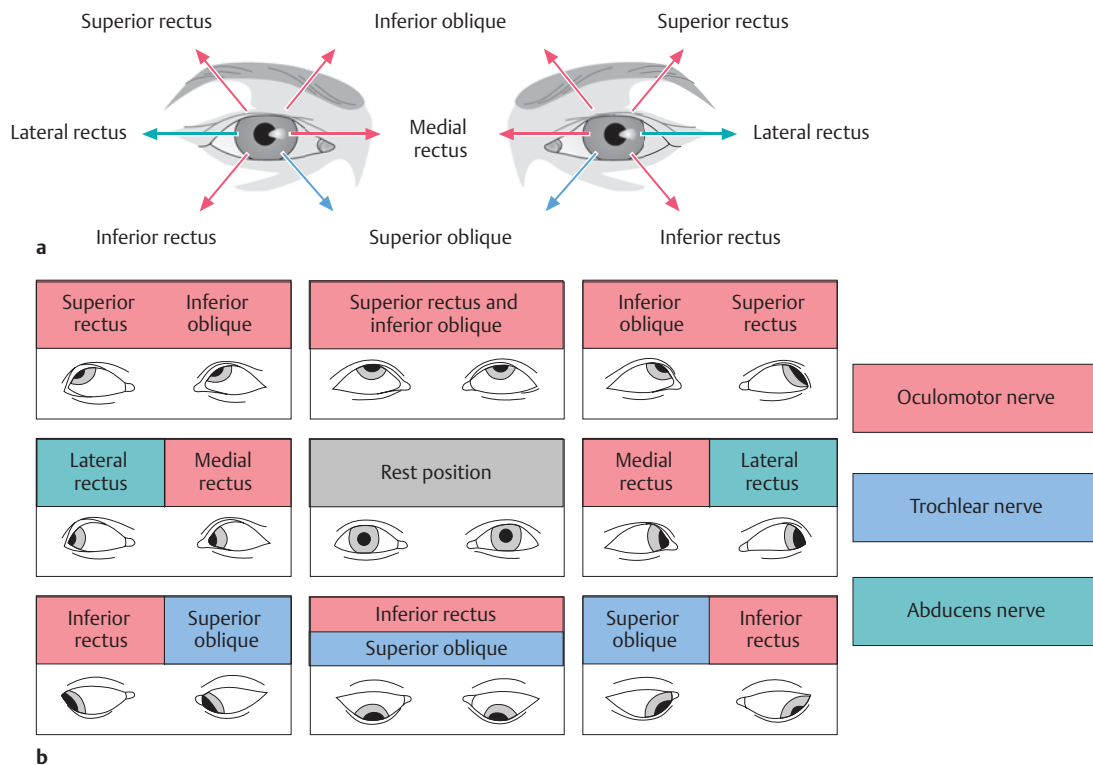 Superior rectus
Inferior oblique
Superior rectus
Lateral rectus
Medial
rectus
Lateral rectus
Inferior rectus
Superior oblique
Inferior rectus
a
Superior
rectus
Inferior
oblique
Superior rectus and
inferior oblique
Inferior
oblique
Superior
rectus
Oculomotor nerve
Lateral
rectus
Medial
rectus
Rest position
Medial
rectus
Lateral
rectus
Trochlear nerve
Inferior
rectus
Superior
oblique
Inferior rectus
Superior oblique
Superior
oblique
Inferior
rectus
Abducens nerve
b